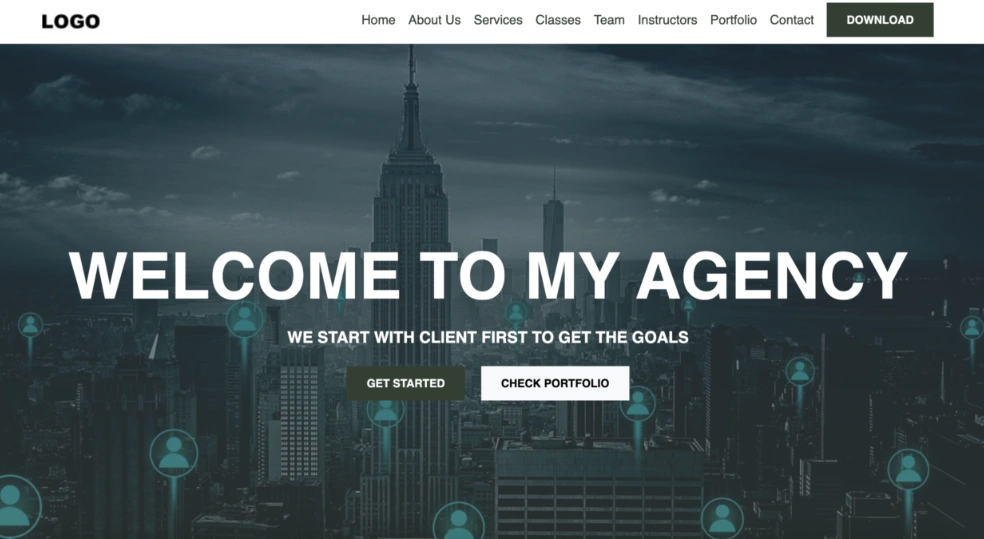 LOGO
Home About Us Services Classes Team Instructors Portfolio Contact DOWNLOAD
WELCOME TO MY AGENCY
WE START WITH CLIENT FIRST TO GET THE GOALS
GET STARTED CHECK PORTFOLIO